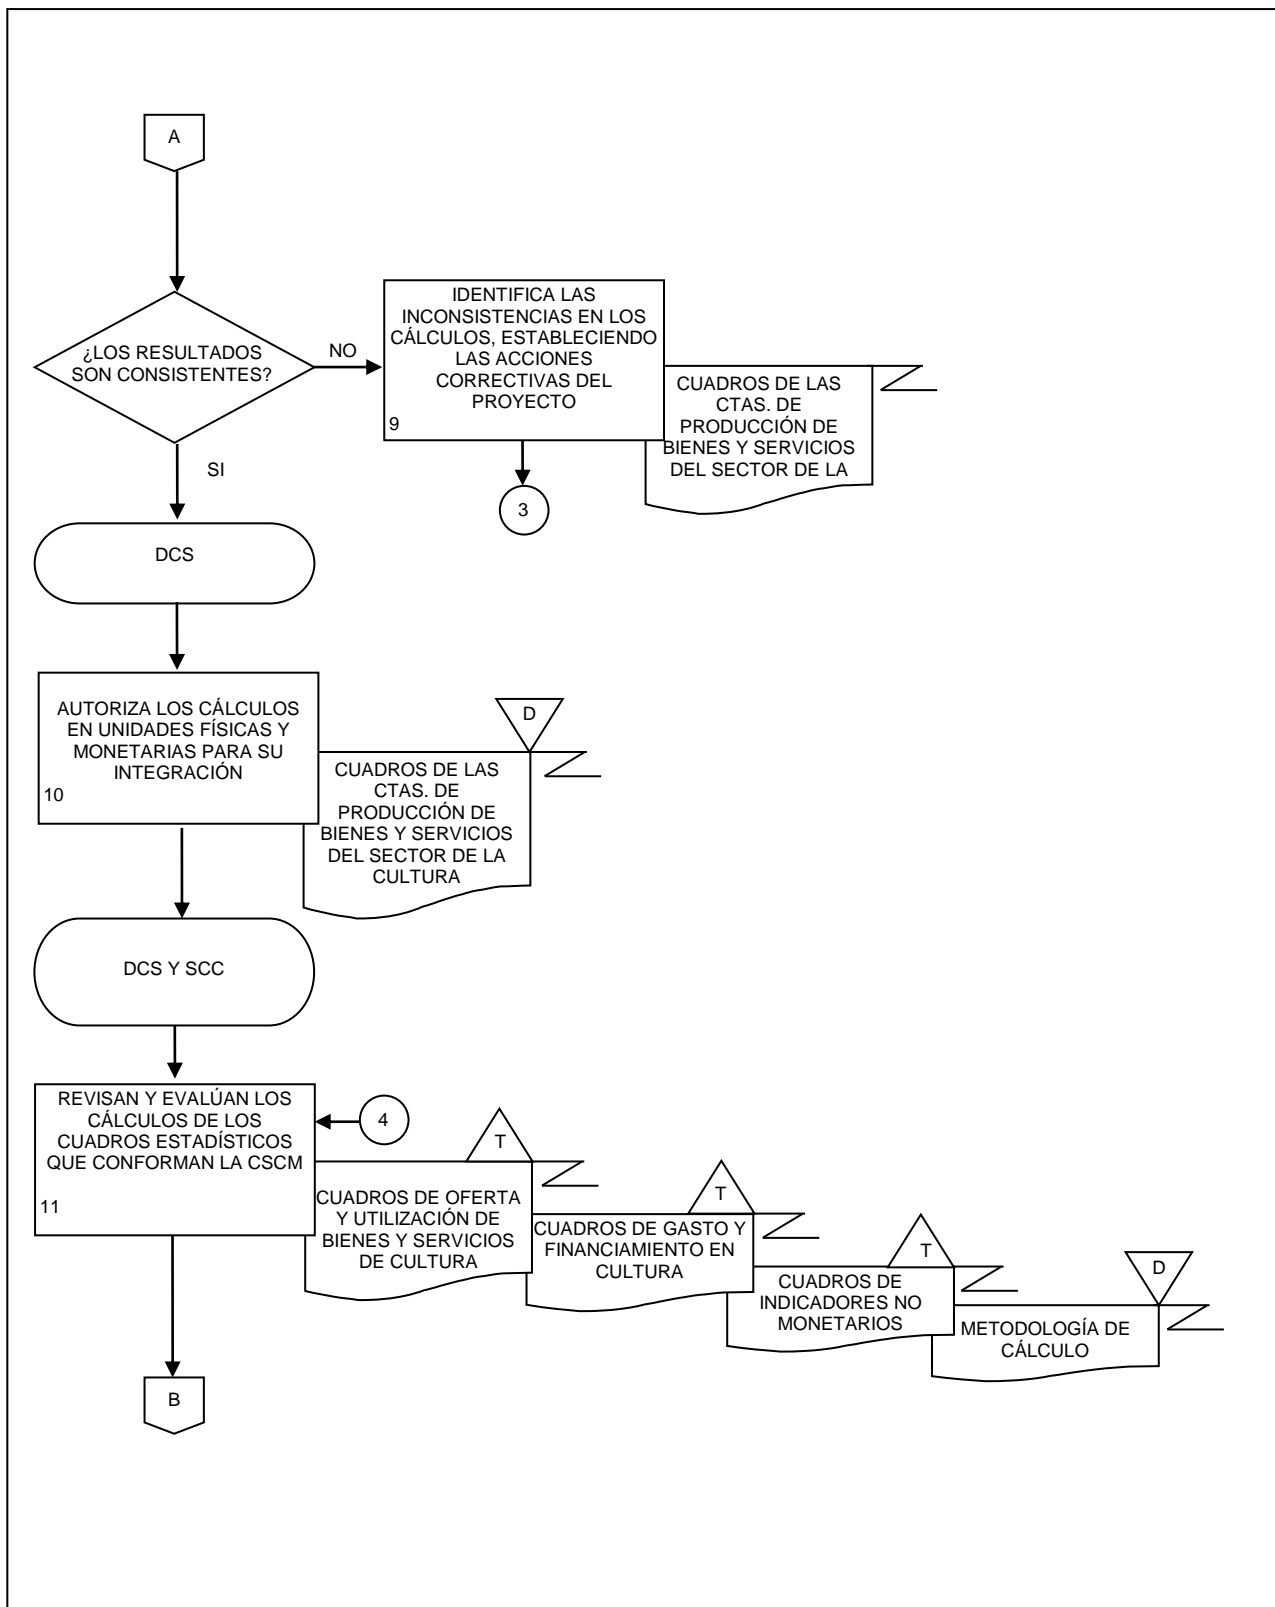 A
¿LOS RESULTADOS
SON CONSISTENTES?
NO
IDENTIFICA LAS
INCONSISTENCIAS EN LOS
CÁLCULOS, ESTABLECIENDO
LAS ACCIONES
CORRECTIVAS DEL
PROYECTO
9
CUADROS DE LAS
CTAS. DE
PRODUCCIÓN DE
BIENES Y SERVICIOS
DEL SECTOR DE LA
3
SI
DCS
AUTORIZA LOS CÁLCULOS
EN UNIDADES FÍSICAS Y
MONETARIAS PARA SU
INTEGRACIÓN
10
D
CUADROS DE LAS
CTAS. DE
PRODUCCIÓN DE
BIENES Y SERVICIOS
DEL SECTOR DE LA
CULTURA
DCS Y SCC
REVISAN Y EVALÚAN LOS
CÁLCULOS DE LOS
CUADROS ESTADÍSTICOS
QUE CONFORMAN LA CSCM
11
4
T
CUADROS DE OFERTA
Y UTILIZACIÓN DE
BIENES Y SERVICIOS
DE CULTURA
T
CUADROS DE GASTO Y
FINANCIAMIENTO EN
CULTURA
T
CUADROS DE
INDICADORES NO
MONETARIOS
D
METODOLOGÍA DE
CÁLCULO
B